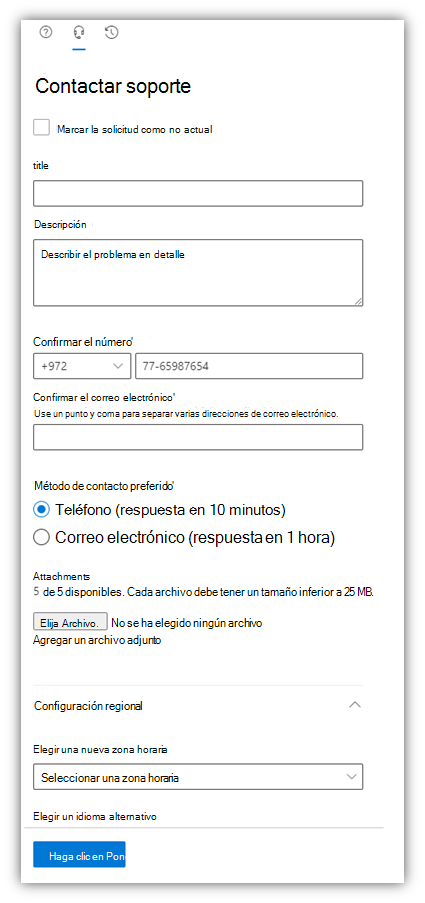 Contactar soporte
Marcar la solicitud como no actual
title
Descripción
Describir el problema en detalle
Confirmar el número*
+972 77-65987654
Confirmar el correo electrónico*
Use un punto y coma para separar varias direcciones de correo electrónico.
Método de contacto preferido*
Teléfono (respuesta en 10 minutos)
Correo electrónico (respuesta en 1 hora)
Attachments
5 de 5 disponibles. Cada archivo debe tener un tamaño inferior a 25 MB.
Elija Archivo. No se ha elegido ningún archivo
Agregar un archivo adjunto
Configuración regional
Elegir una nueva zona horaria
Seleccionar una zona horaria
Elegir un idioma alternativo
Haga clic en Pon